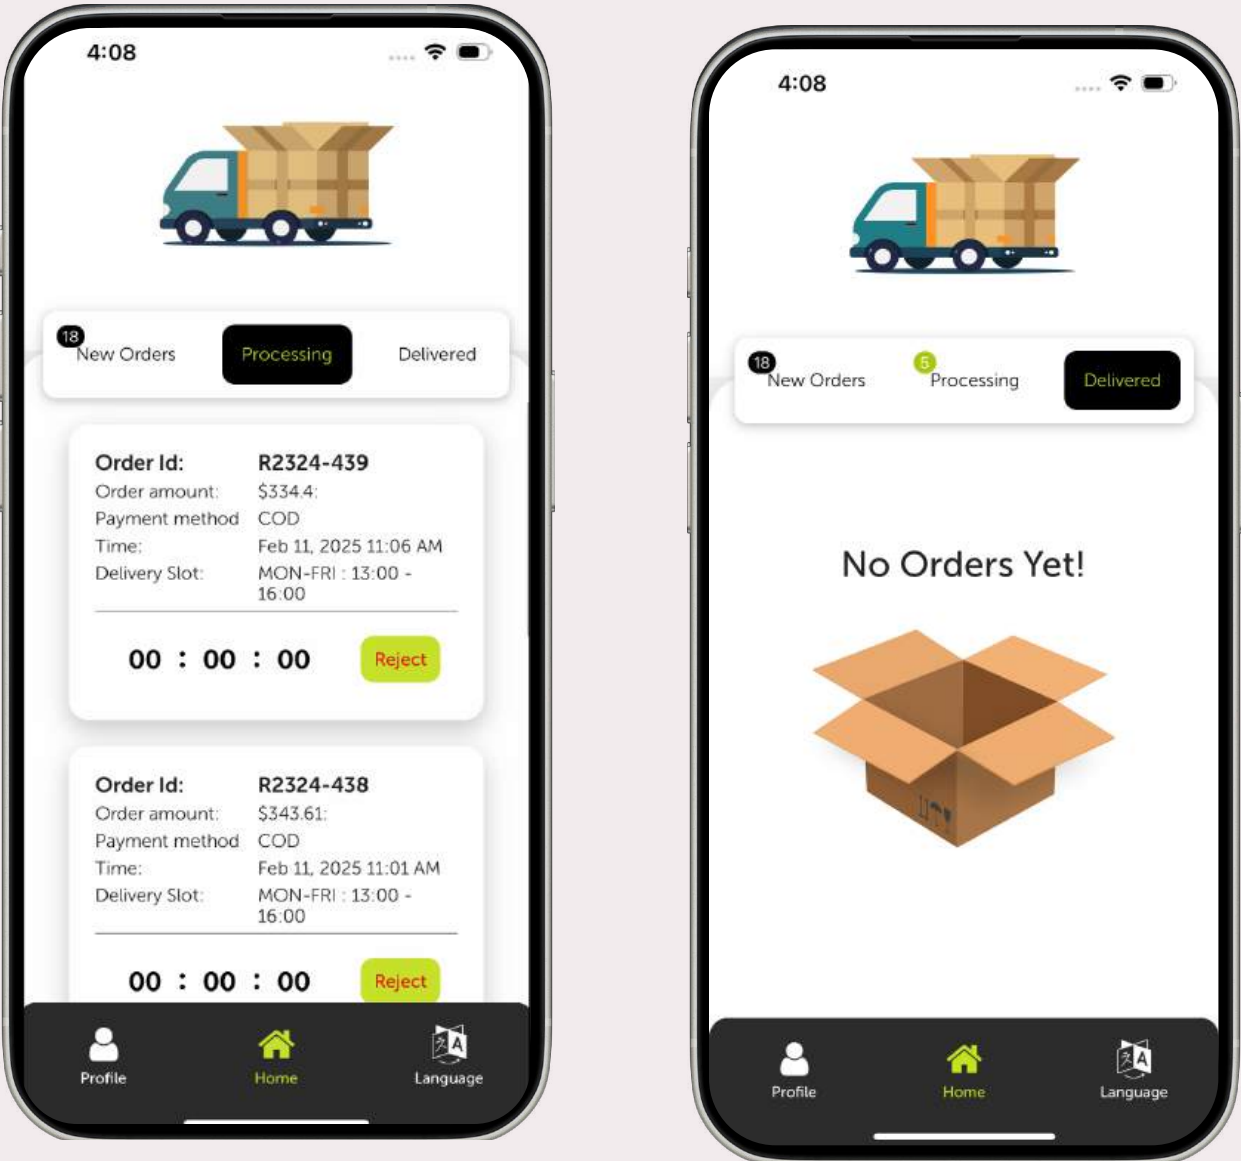 4:08
18
New Orders
Processing
Delivered
Order Id: R2324-439
Order amount: $334.4:
Payment method COD
Time: Feb 11, 2025 11:06 AM
Delivery Slot: MON-FRI : 13:00 -
16:00
00 : 00 : 00
Reject
Order Id: R2324-438
Order amount: $343.61:
Payment method COD
Time: Feb 11, 2025 11:01 AM
Delivery Slot: MON-FRI : 13:00 -
16:00
00 : 00 : 00
Reject
Profile
Home
Language
4:08
18
New Orders
5
Processing
Delivered
No Orders Yet!
Profile
Home
Language